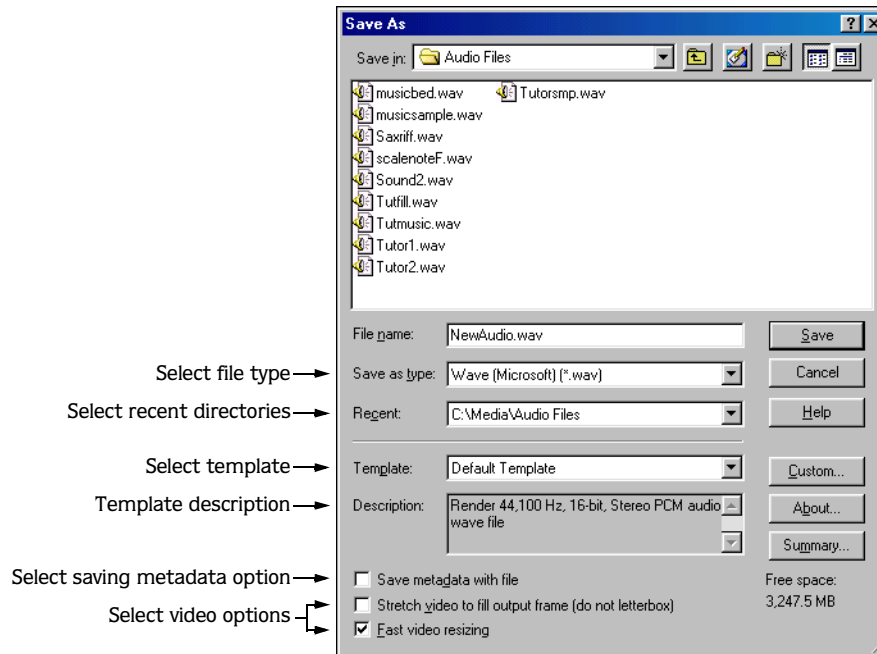 Save As
Save in: Audio Files
musicbed.wav Tutorsmp.wav
musicsample.wav
Saxriff.wav
scalenoteF.wav
Sound2.wav
Tutfill.wav
Tutmusic.wav
Tutor1.wav
Tutor2.wav
File name: NewAudio.wav Save
Select file type Save as type: Wave (Microsoft) (*.wav) Cancel
Select recent directories Recent: C:\Media\Audio Files Help
Select template Template: Default Template Custom...
Template description Description: Render 44,100 Hz, 16-bit, Stereo PCM audio About...
wave file
Summary...
Select saving metadata option Save metadata with file Free space:
Select video options Stretch video to fill output frame (do not letterbox) 3,247.5 MB
Fast video resizing